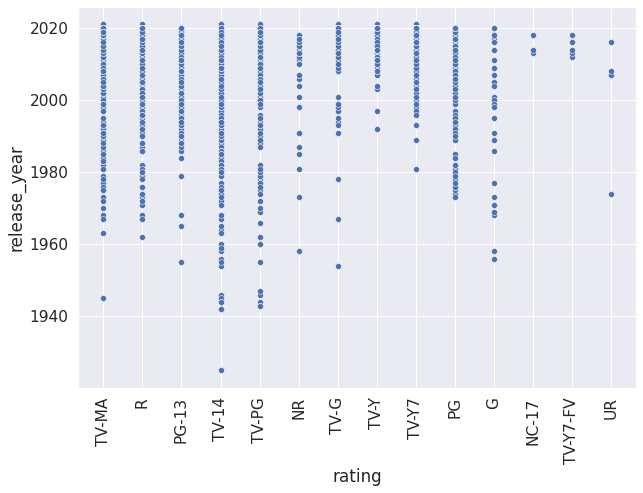 release_year
2020
2000
1980
1960
1940
TV-MA
R
PG-13
TV-14
TV-PG
NR
TV-G
TV-Y
TV-Y7
PG
G
NC-17
TV-Y7-FV
UR
rating